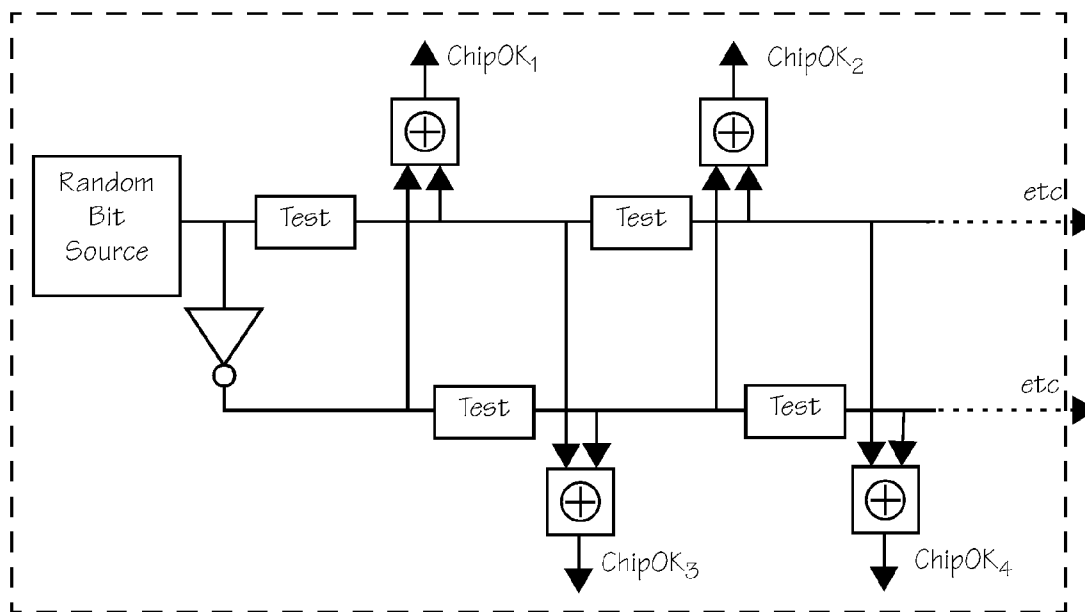 ChipOK1
ChipOK2
Random
Bit
Source
Test
Test
etc
Test
Test
etc
ChipOK3
ChipOK4